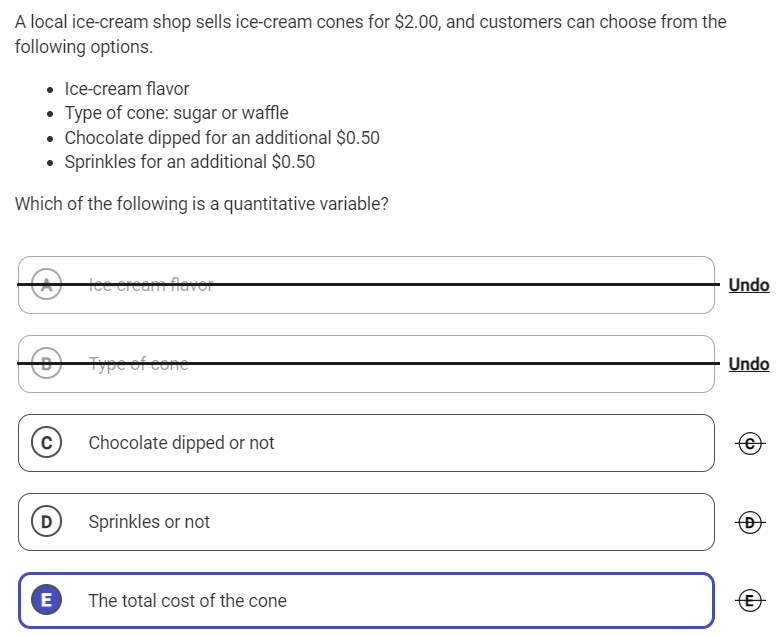 A local ice-cream shop sells ice-cream cones for $2.00, and customers can choose from the
following options.
• Ice-cream flavor
• Type of cone: sugar or waffle
• Chocolate dipped for an additional $0.50
• Sprinkles for an additional $0.50
Which of the following is a quantitative variable?
A Ice cream flavor Undo
B Type of cone Undo
C Chocolate dipped or not C
D Sprinkles or not D
E The total cost of the cone E